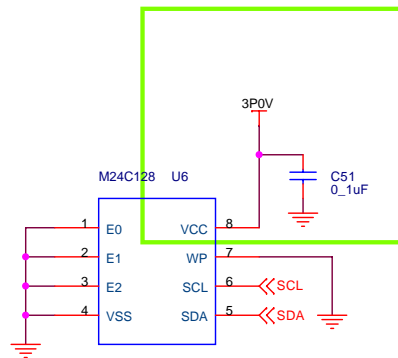 3P0V
M24C128 U6
C51
0_1uF
1 E0 VCC 8
2 E1 WP 7
3 E2 SCL 6 SCL
4 VSS SDA 5 SDA